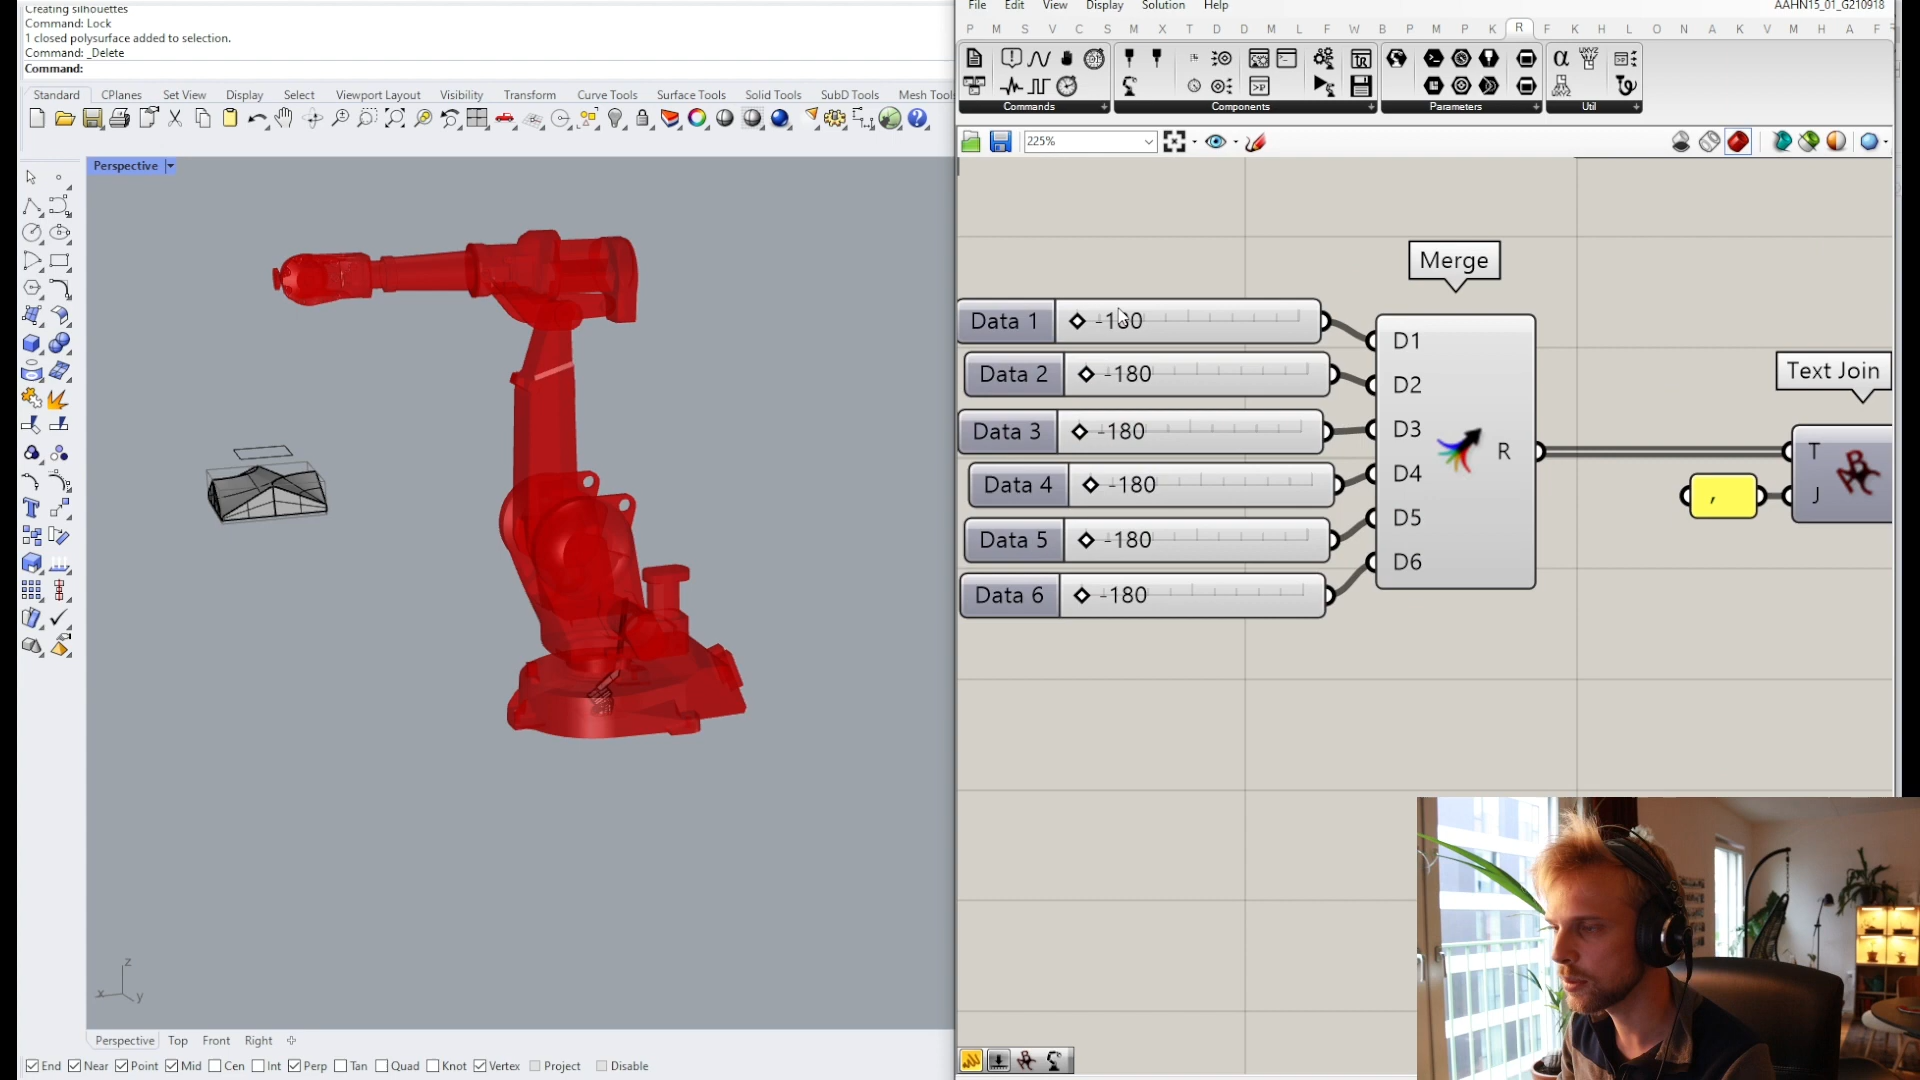 Creating silhouettes
Command: Lock
1 closed polysurface added to selection.
Command: _Delete
Command:
Standard CPlanes Set View Display Select Viewport Layout Visibility Transform Curve Tools Surface Tools Solid Tools SubD Tools Mesh Tool
Perspective
z
x y
Perspective Top Front Right
End Near Point Mid Cen Int Perp Tan Quad Knot Vertex Project Disable
File Edit View Display Solution Help
AAHN15_01_G210918
P M S V C S M X T D D M L F W B P M P K R F K H L O N A K V M H A F
Commands Components Parameters Util
225%
Merge
Data 1 -180
Data 2 -180
Data 3 -180
Data 4 -180
Data 5 -180
Data 6 -180
D1
D2
D3
D4
D5
D6
R
Text Join
T
J
,